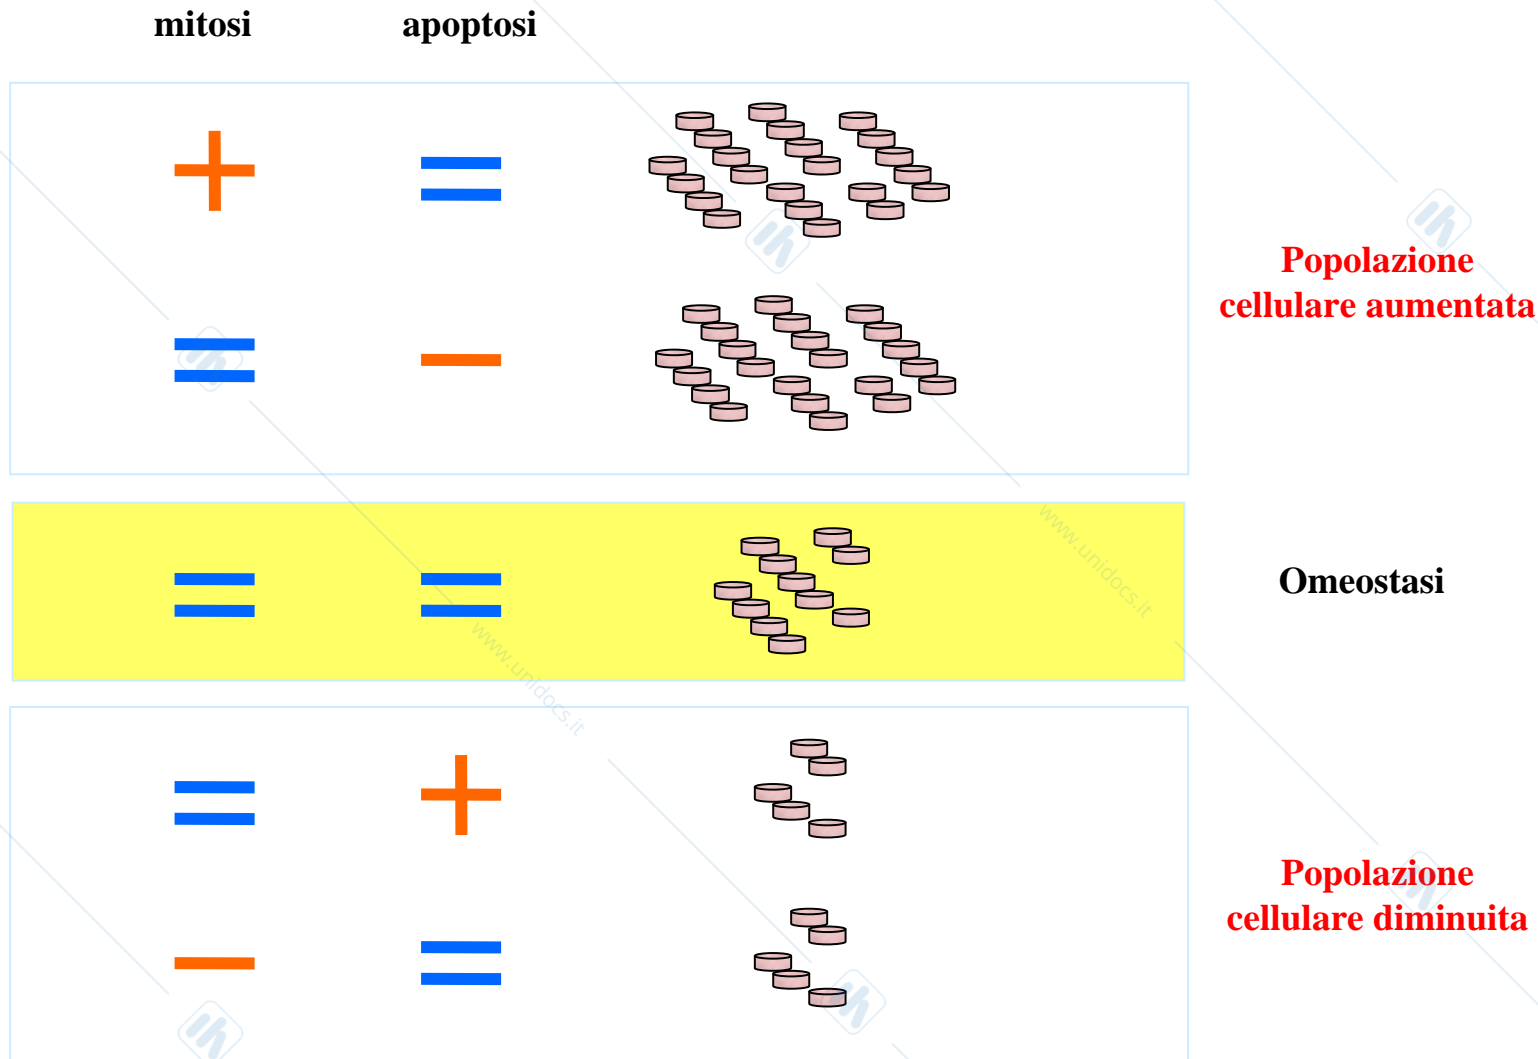 mitosi apoptosi
Popolazione
cellulare aumentata
www.unidocs.it
Omeostasi
www.unidocs.it
Popolazione
cellulare diminuita